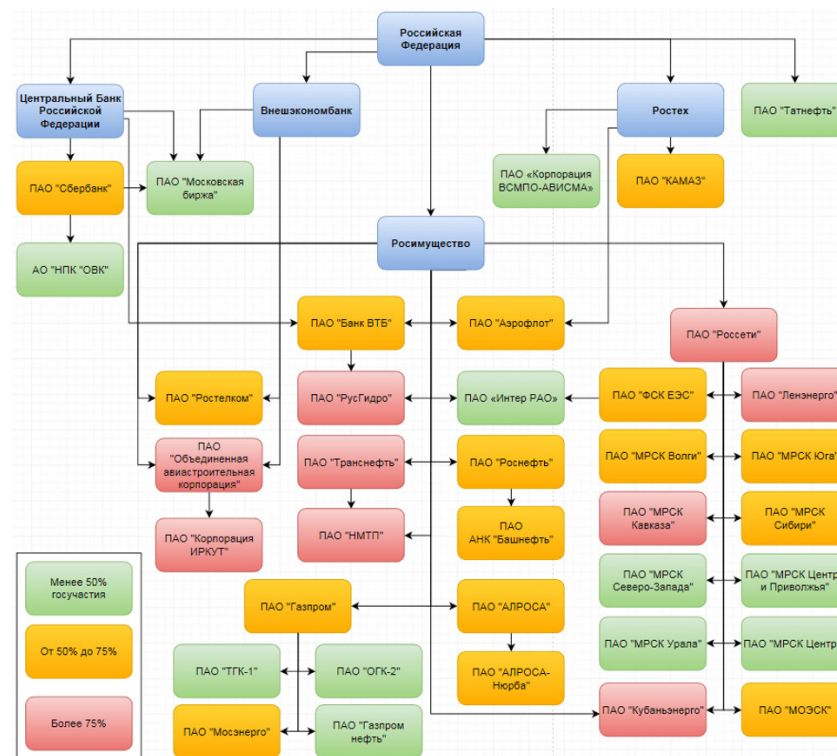 Российская
Федерация
Центральный Банк
Российской
Федерации
Внешэкономбанк
Ростех
ПАО "Татнефть"
ПАО "Сбербанк"
ПАО "Московская
биржа"
ПАО «Корпорация
ВСМПО-АВИСМА»
ПАО "КАМАЗ"
АО "НПК "ОВК"
Росимущество
ПАО "Банк ВТБ"
ПАО "Аэрофлот"
ПАО "Россети"
ПАО "Ростелком"
ПАО "РусГидро"
ПАО «Интер РАО»
ПАО "ФСК ЕЭС"
ПАО "Ленэнерго"
ПАО
"Объединенная
авиастроительная
корпорация"
ПАО "Транснефть"
ПАО "Роснефть"
ПАО "МРСК Волги"
ПАО "МРСК Юга"
ПАО "Корпорация
ИРКУТ"
ПАО "НМТП"
ПАО
АНК "Башнефть"
ПАО "МРСК
Кавказа"
ПАО "МРСК
Сибири"
Менее 50%
госучастия
От 50% до 75%
Более 75%
ПАО "Газпром"
ПАО "АЛРОСА"
ПАО "МРСК
Северо-Запада"
ПАО "МРСК Центр
и Приволжья"
ПАО "ТГК-1"
ПАО "ОГК-2"
ПАО "АЛРОСА-
Нюрба"
ПАО "МРСК Урала"
ПАО "МРСК Центр
ПАО "Мосэнерго"
ПАО "Газпром
нефть"
ПАО "Кубаньэнерго"
ПАО "МОЭСК"